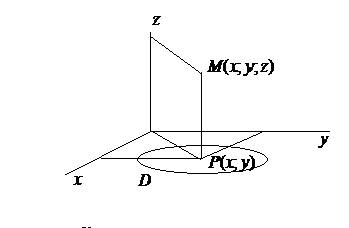 z
M(x, y, z)
y
P(x, y)
x
D